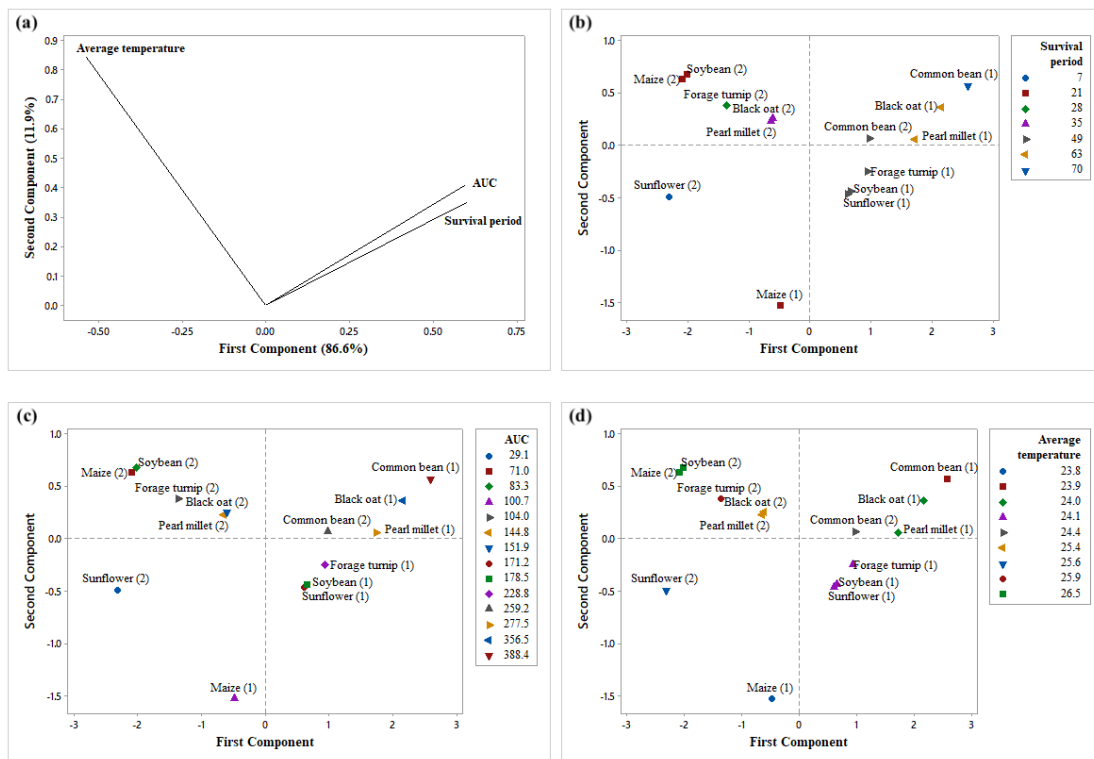 (a)
Average temperature
AUC
Survival period
Second Component (11.9%)
0.9
0.8
0.7
0.6
0.5
0.4
0.3
0.2
0.1
0.0
-0.50
-0.25
0.00
0.25
0.50
0.75
First Component (86.6%)
(b)
Second Component
1.0
0.5
0.0
-0.5
-1.0
-1.5
Soybean (2)
Maize (2)
Forage turnip (2)
Black oat (2)
Pearl millet (2)
Common bean (1)
Black oat (1)
Common bean (2)
Pearl millet (1)
Forage turnip (1)
Soybean (1)
Sunflower (1)
Sunflower (2)
Maize (1)
-3
-2
-1
0
1
2
3
First Component
Survival
period
7
21
28
35
49
63
70
(c)
Second Component
1.0
0.5
0.0
-0.5
-1.0
-1.5
Soybean (2)
Maize (2)
Forage turnip (2)
Black oat (2)
Pearl millet (2)
Common bean (1)
Black oat (1)
Common bean (2)
Pearl millet (1)
Forage turnip (1)
Soybean (1)
Sunflower (1)
Sunflower (2)
Maize (1)
-3
-2
-1
0
1
2
3
First Component
AUC
29.1
71.0
83.3
100.7
104.0
144.8
151.9
171.2
178.5
228.8
259.2
277.5
356.5
388.4
(d)
Second Component
1.0
0.5
0.0
-0.5
-1.0
-1.5
Soybean (2)
Maize (2)
Forage turnip (2)
Black oat (2)
Pearl millet (2)
Common bean (1)
Black oat (1)
Common bean (2)
Pearl millet (1)
Forage turnip (1)
Soybean (1)
Sunflower (1)
Sunflower (2)
Maize (1)
-3
-2
-1
0
1
2
3
First Component
Average
temperature
23.8
23.9
24.0
24.1
24.4
25.4
25.6
25.9
26.5